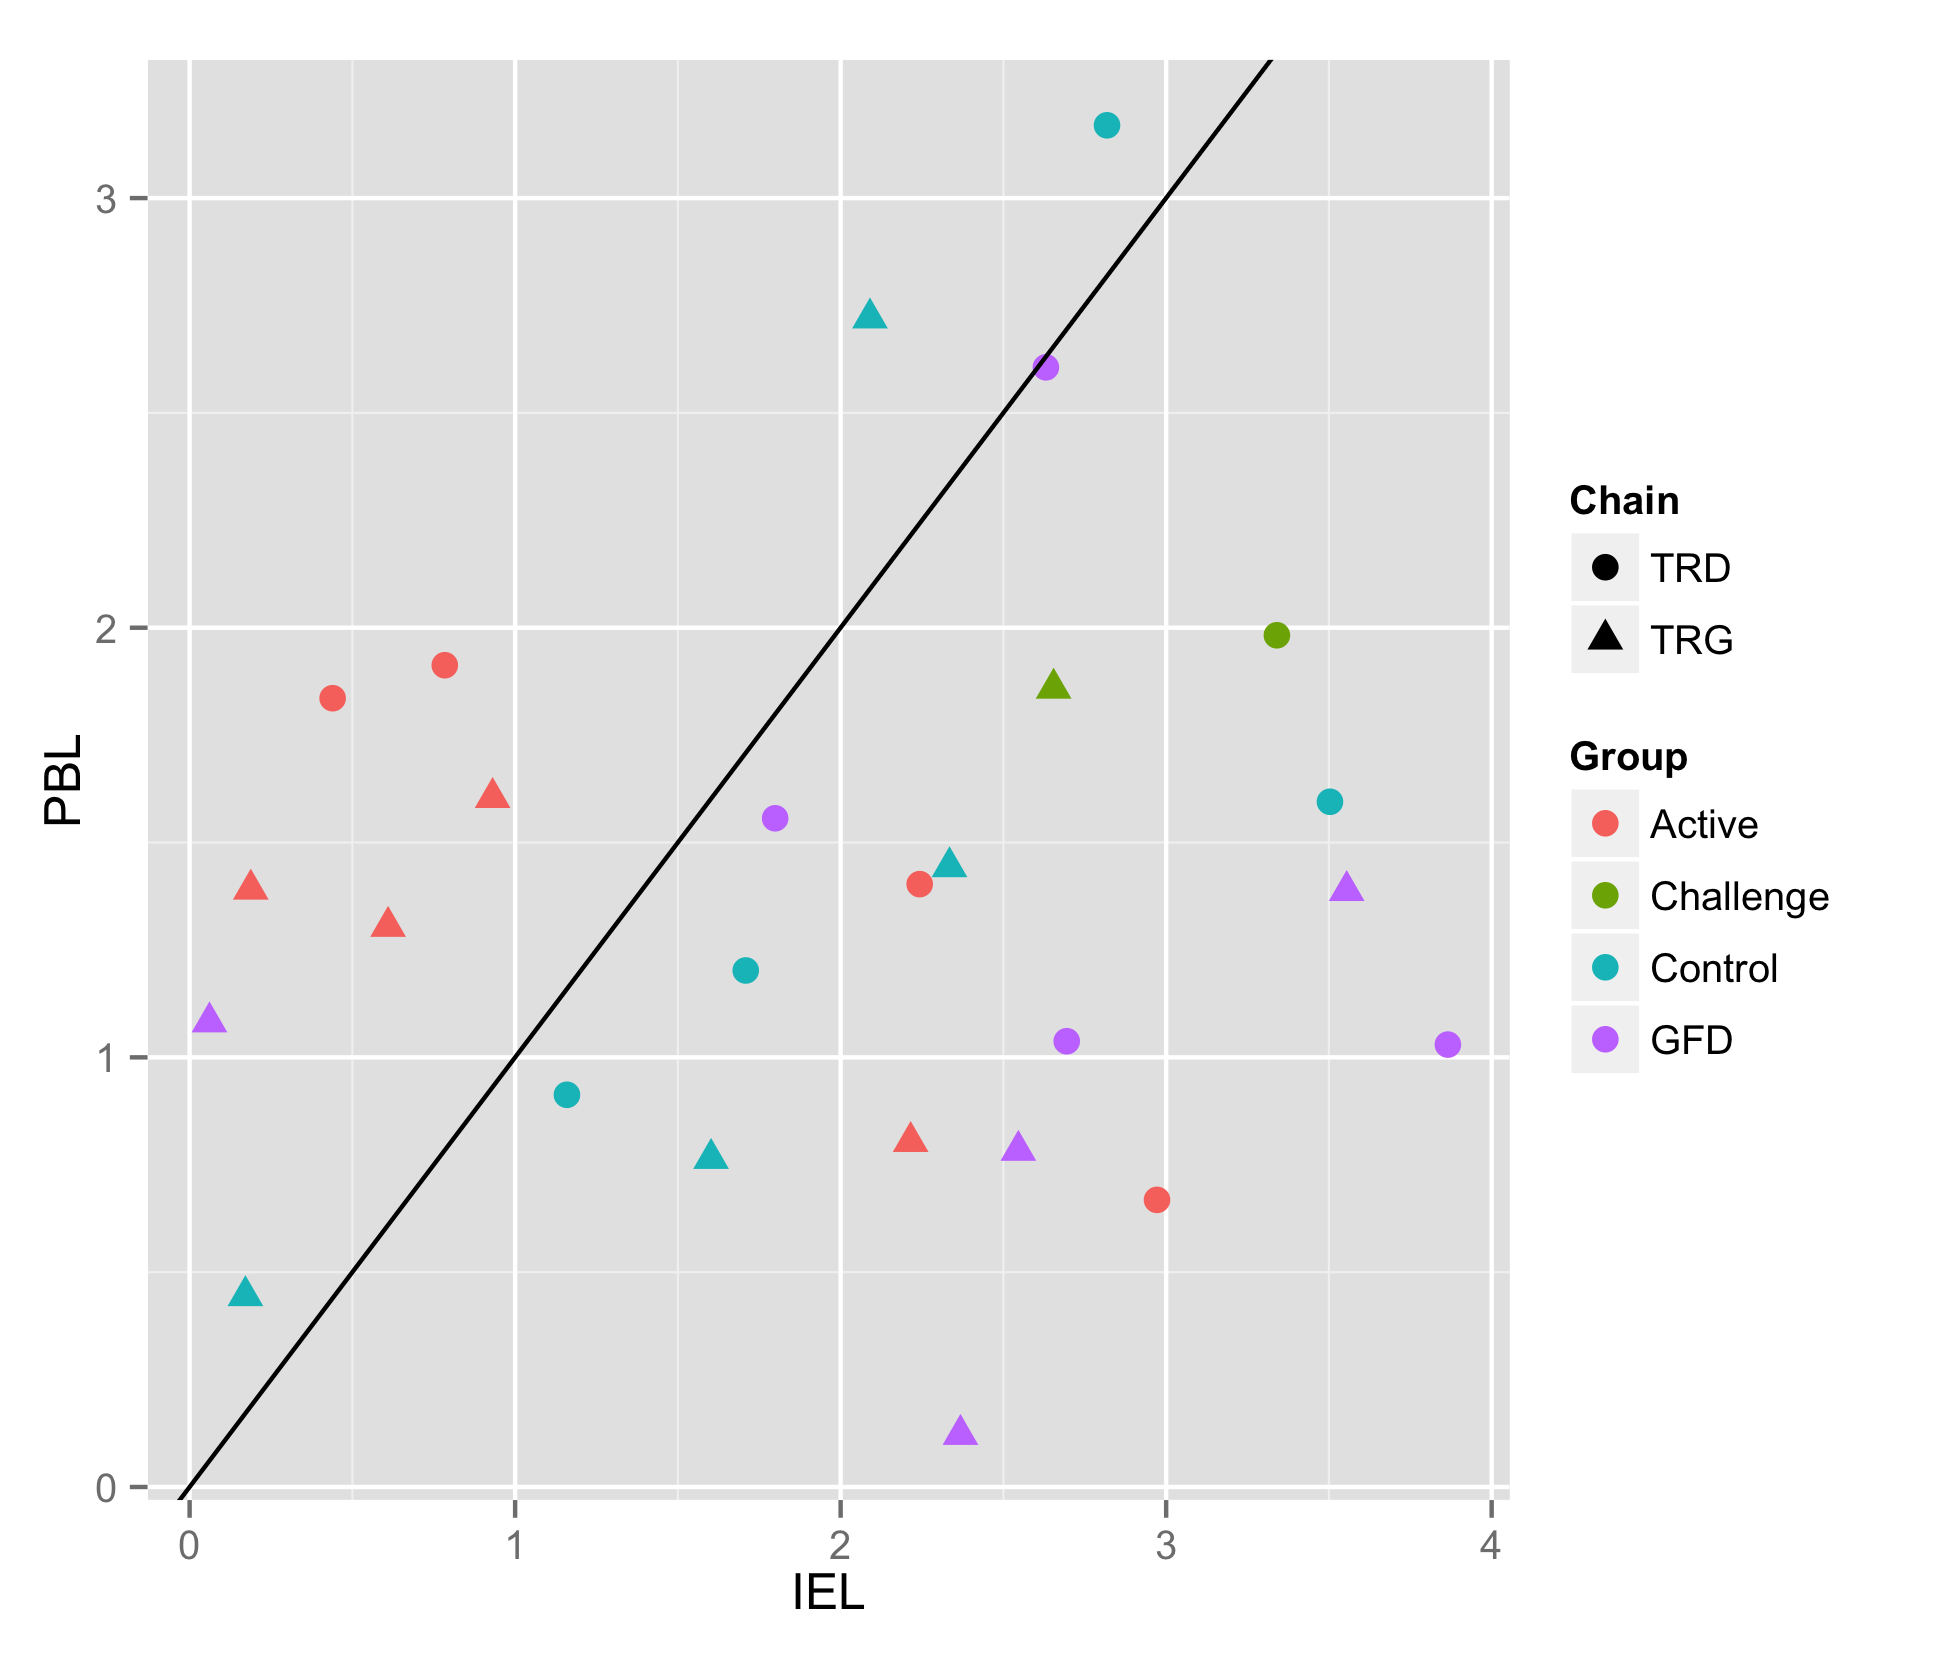 3
2
1
0
PBL
0 1 2 3 4
IEL
Chain
TRD
TRG
Group
Active
Challenge
Control
GFD